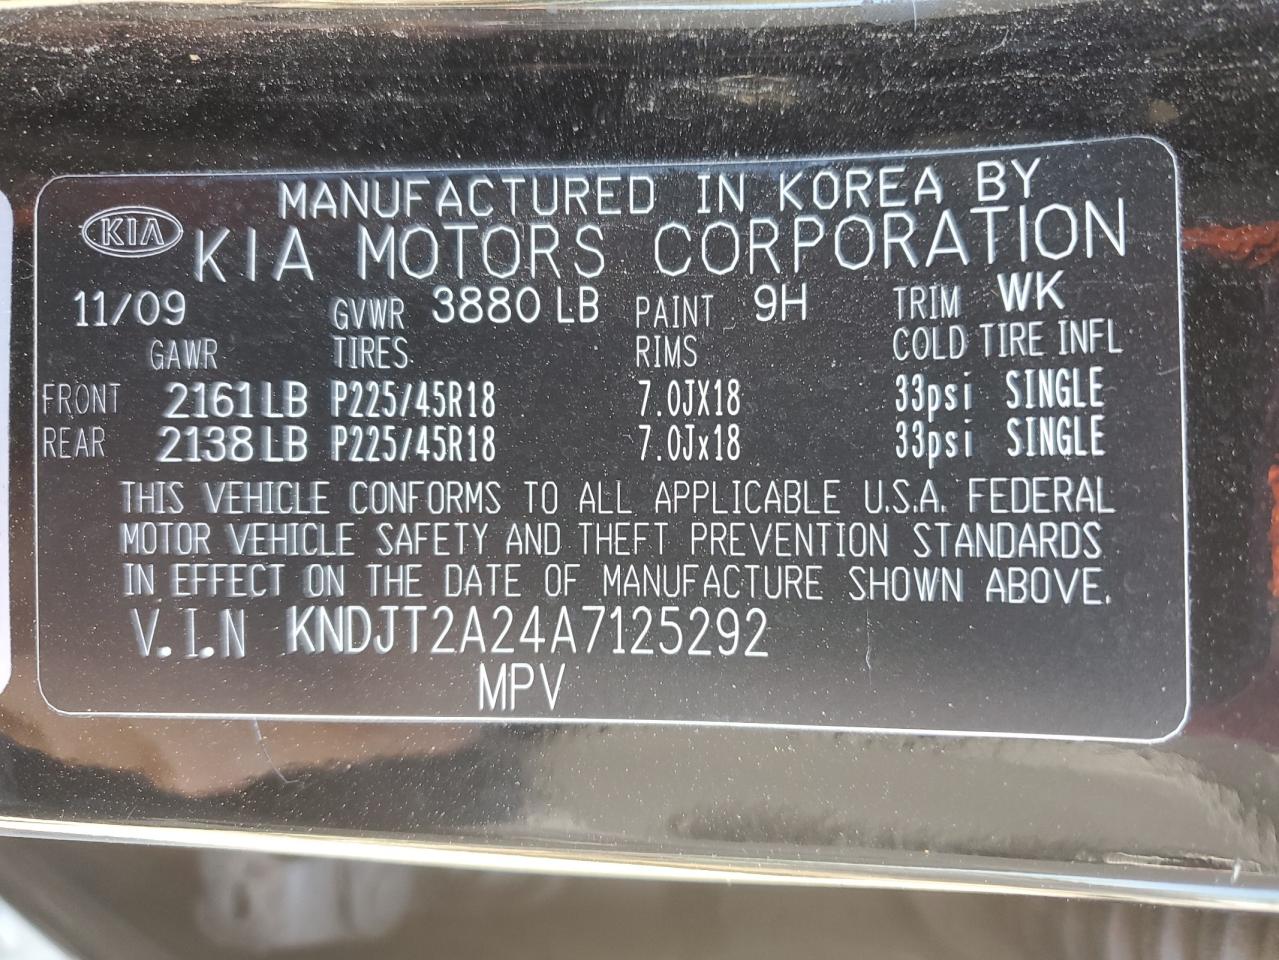 MANUFACTURED IN KOREA BY
KIA KIA MOTORS CORPORATION
11/09 GVWR 3880 LB PAINT 9H TRIM WK
GAWR TIRES RIMS COLD TIRE INFL
FRONT 2161 LB P225/45R18 7.0JX18 33psi SINGLE
REAR 2138 LB P225/45R18 7.0Jx18 33psi SINGLE
THIS VEHICLE CONFORMS TO ALL APPLICABLE U.S.A. FEDERAL
MOTOR VEHICLE SAFETY AND THEFT PREVENTION STANDARDS
IN EFFECT ON THE DATE OF MANUFACTURE SHOWN ABOVE.
V.I.N KNDJT2A24A7125292
MPV